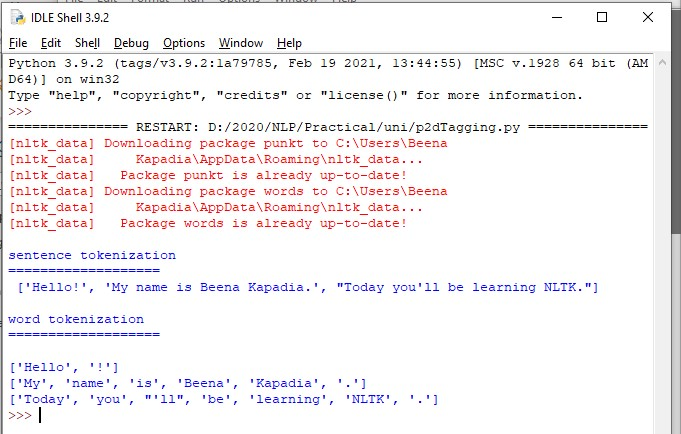 IDLE Shell 3.9.2
File Edit Shell Debug Options Window Help
Python 3.9.2 (tags/v3.9.2:1a79785, Feb 19 2021, 13:44:55) [MSC v.1928 64 bit (AM
D64)] on win32
Type "help", "copyright", "credits" or "license()" for more information.
>>>
=============== RESTART: D:/2020/NLP/Practical/uni/p2dTagging.py ===============
[nltk_data] Downloading package punkt to C:\Users\Beena
[nltk_data]     Kapadia\AppData\Roaming\nltk_data...
[nltk_data]   Package punkt is already up-to-date!
[nltk_data] Downloading package words to C:\Users\Beena
[nltk_data]     Kapadia\AppData\Roaming\nltk_data...
[nltk_data]   Package words is already up-to-date!
sentence tokenization
===================
 ['Hello!', 'My name is Beena Kapadia.', "Today you'll be learning NLTK."]
word tokenization
===================
['Hello', '!']
['My', 'name', 'is', 'Beena', 'Kapadia', '.']
['Today', 'you', "'ll", 'be', 'learning', 'NLTK', '.']
>>>